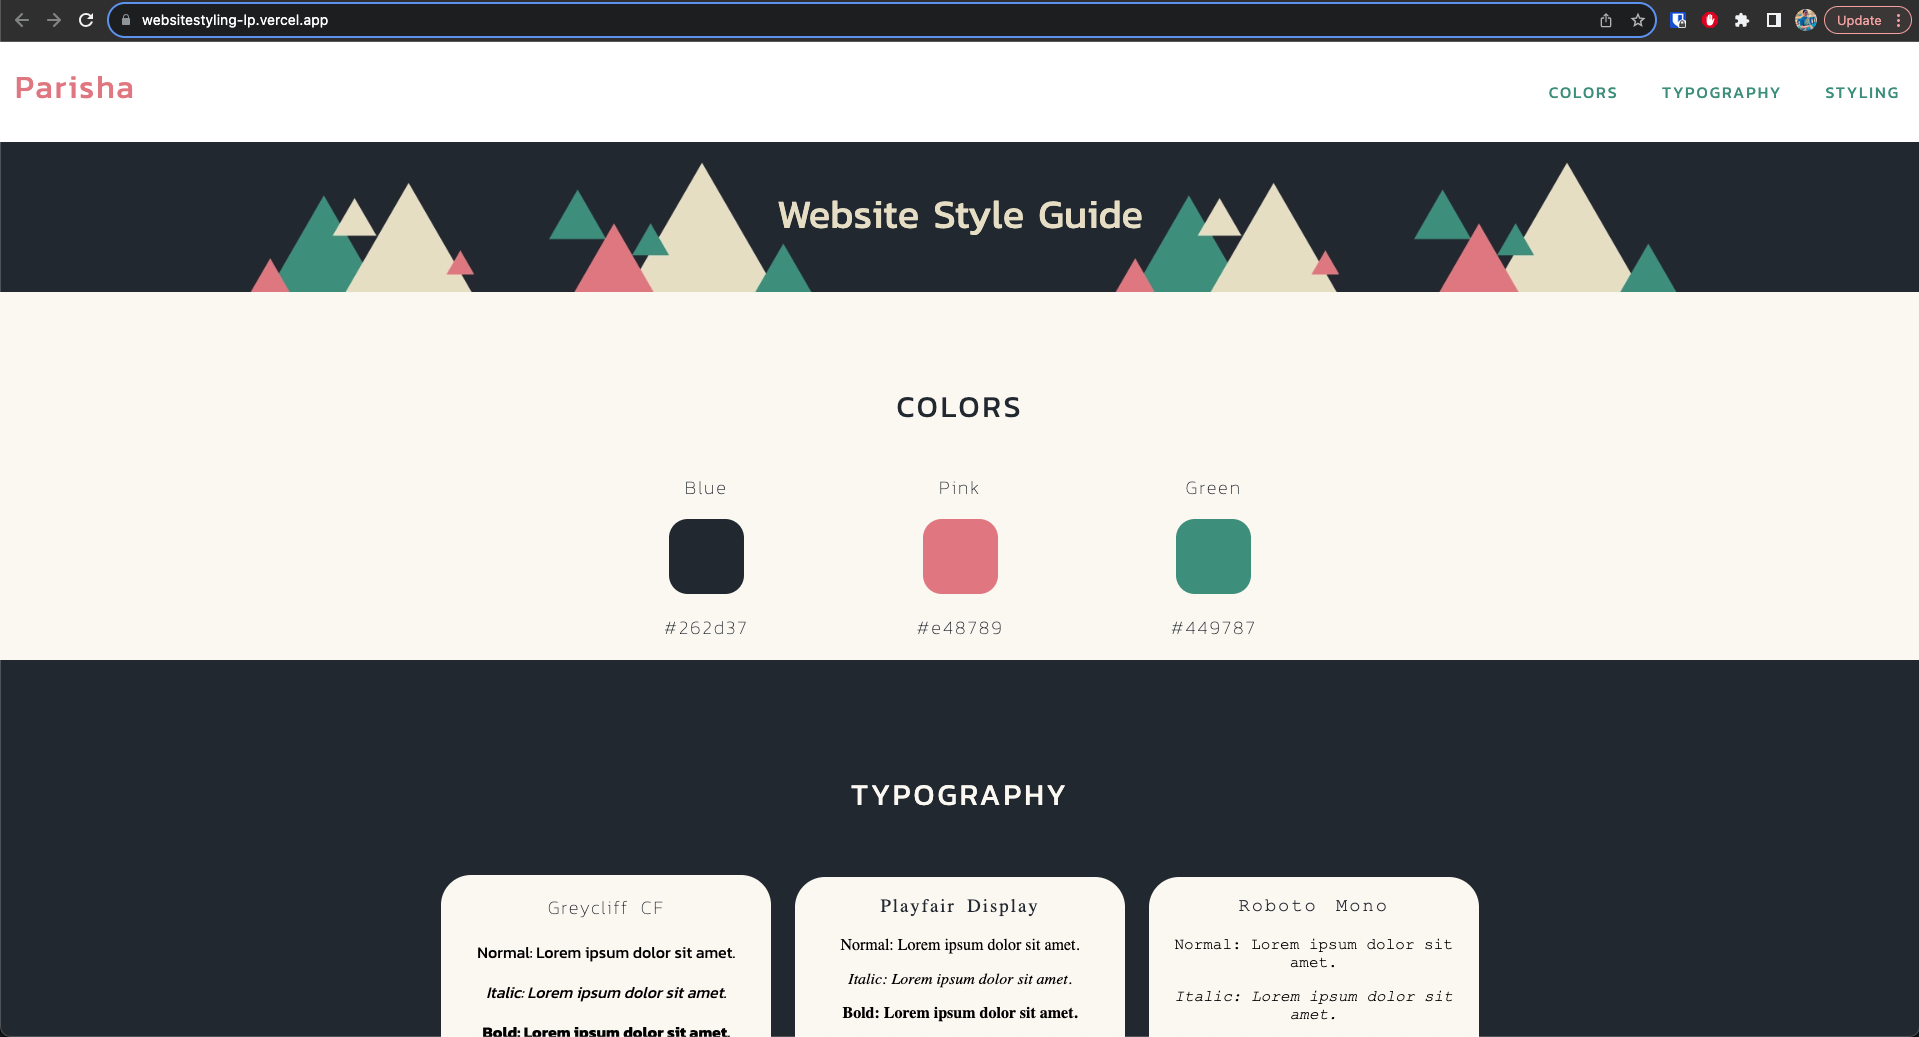 websitestyling-lp.vercel.app
Update
Parisha
COLORS TYPOGRAPHY STYLING
Website Style Guide
COLORS
Blue Pink Green
#262d37 #e48789 #449787
TYPOGRAPHY
Greycliff CF
Normal: Lorem ipsum dolor sit amet.
Italic: Lorem ipsum dolor sit amet.
Bold: Lorem ipsum dolor sit amet.
Playfair Display
Normal: Lorem ipsum dolor sit amet.
Italic: Lorem ipsum dolor sit amet.
Bold: Lorem ipsum dolor sit amet.
Roboto Mono
Normal: Lorem ipsum dolor sit
amet.
Italic: Lorem ipsum dolor sit
amet.